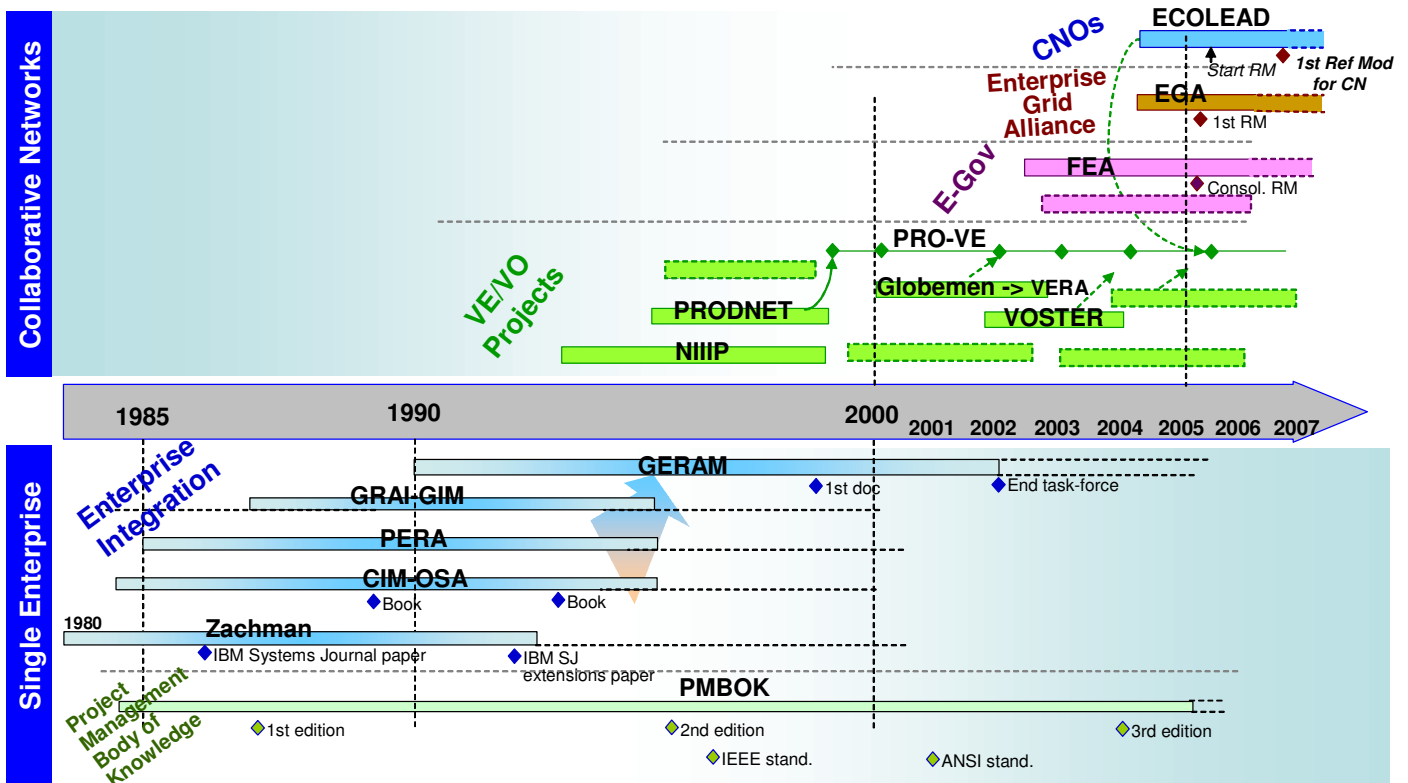 Collaborative Networks
CNOs
ECOLEAD
Start RM
1st Ref Mod
for CN
Enterprise
Grid
Alliance
EGA
1st RM
E-Gov
FEA
Consol. RM
VE/VO
Projects
PRO-VE
Globemen -> VERA
PRODNET
VOSTER
NIIIP
1985
1990
2000
2001
2002
2003
2004
2005
2006
2007
Single Enterprise
Enterprise
Integration
GERAM
1st doc
End task-force
GRAI-GIM
PERA
CIM-OSA
Book
Book
1980
Zachman
IBM Systems Journal paper
IBM SJ
extensions paper
Project
Management
Body of
Knowledge
PMBOK
1st edition
2nd edition
3rd edition
IEEE stand.
ANSI stand.